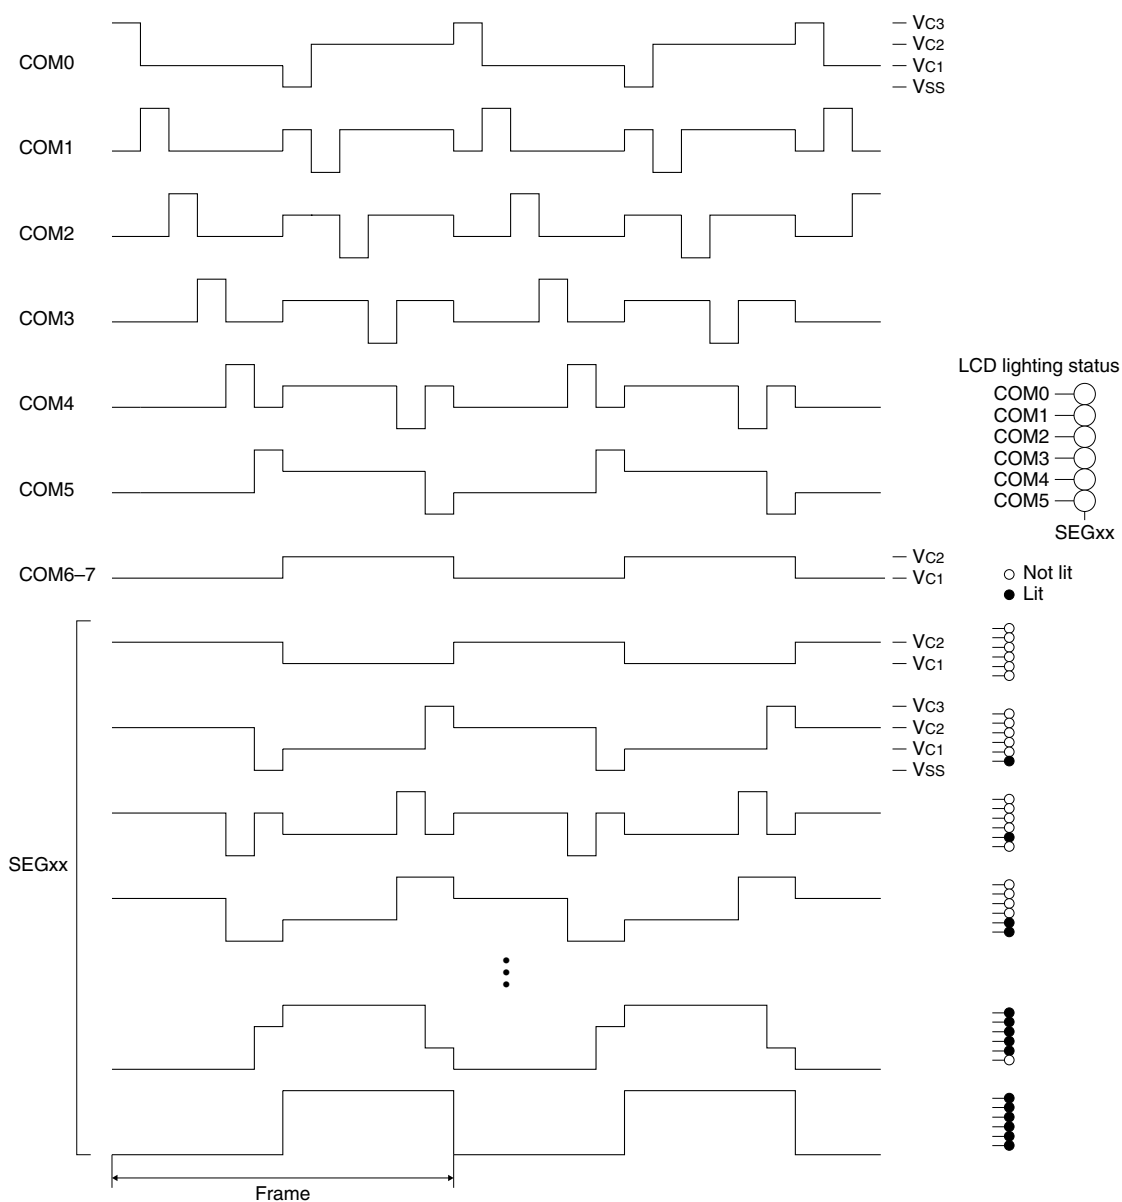 COM0
VC3
VC2
VC1
VSS
COM1
COM2
COM3
COM4
COM5
COM6–7
VC2
VC1
LCD lighting status
COM0
COM1
COM2
COM3
COM4
COM5
SEGxx
Not lit
Lit
SEGxx
VC2
VC1
VC3
VC2
VC1
VSS
Frame